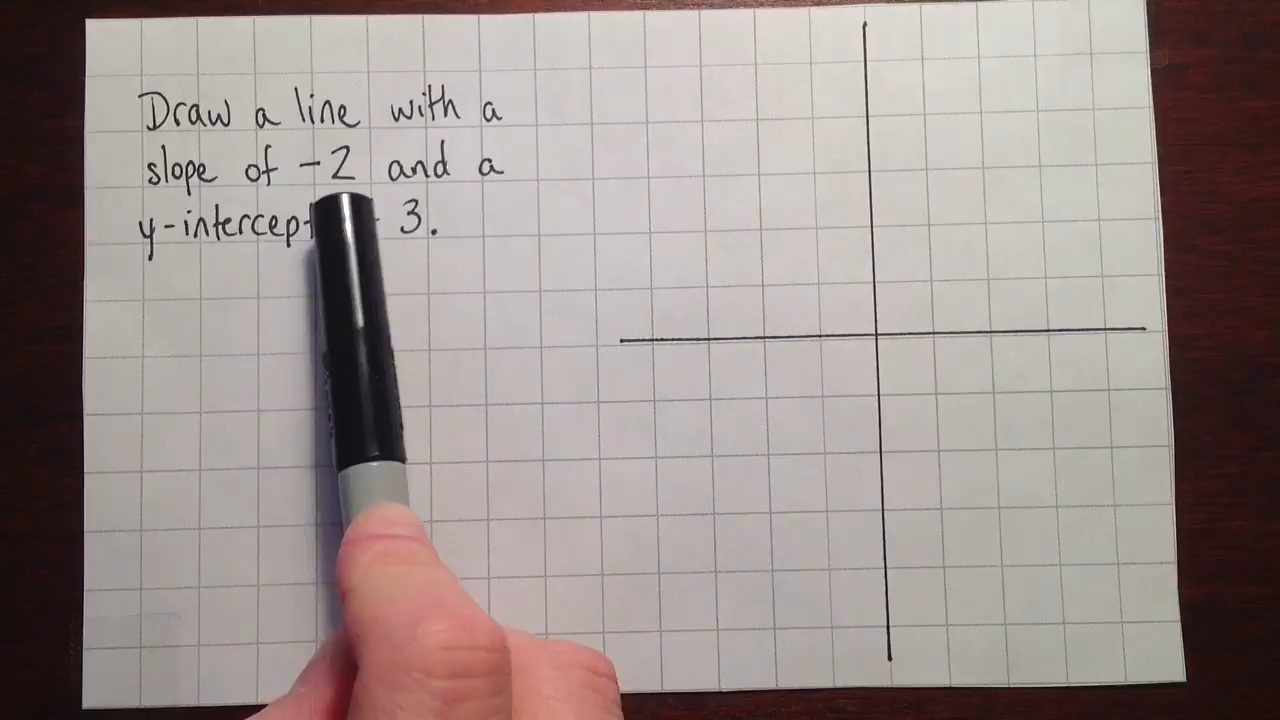 Draw a line with a
slope of -2 and a
y-intercept 3.